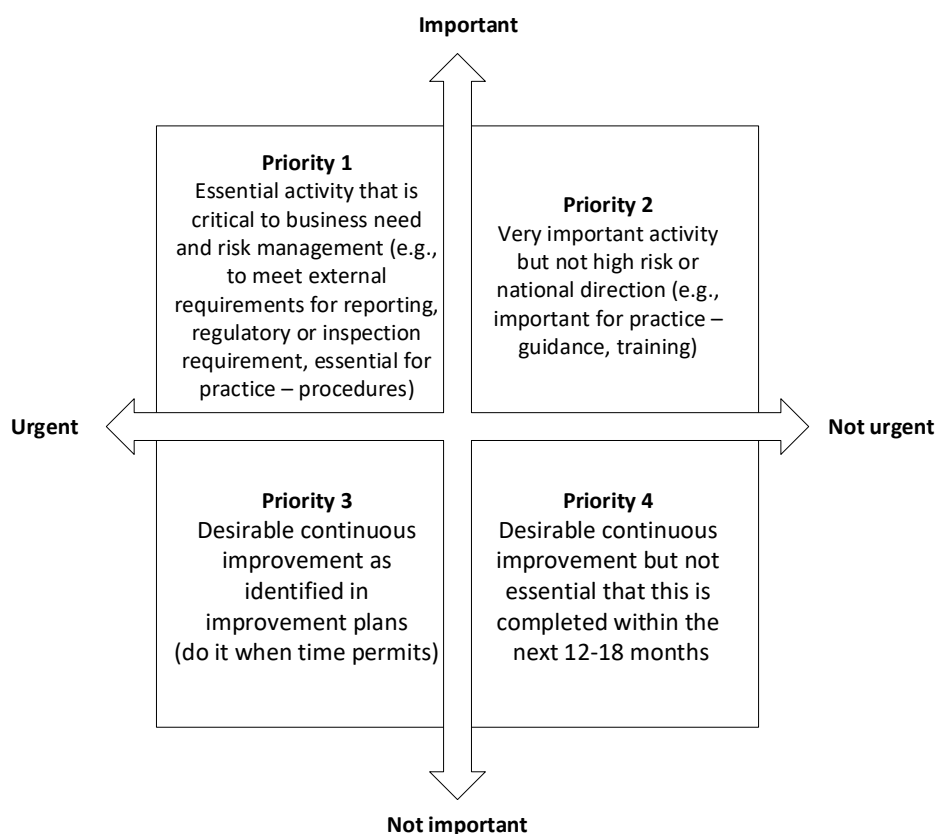 Important
Priority 1
Essential activity that is
critical to business need
and risk management (e.g.,
to meet external
requirements for reporting,
regulatory or inspection
requirement, essential for
practice – procedures)
Priority 2
Very important activity
but not high risk or
national direction (e.g.,
important for practice –
guidance, training)
Urgent
Not urgent
Priority 3
Desirable continuous
improvement as
identified in
improvement plans
(do it when time permits)
Priority 4
Desirable continuous
improvement but not
essential that this is
completed within the
next 12-18 months
Not important